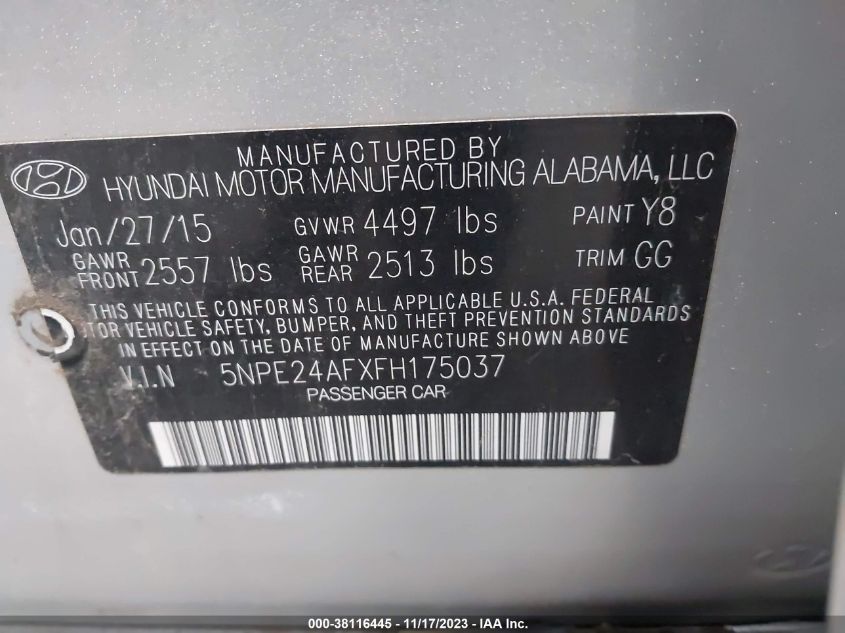 MANUFACTURED BY
HYUNDAI MOTOR MANUFACTURING ALABAMA, LLC
Jan/27/15 GVWR 4497 lbs PAINT Y8
GAWR FRONT 2557 lbs GAWR REAR 2513 lbs TRIM GG
THIS VEHICLE CONFORMS TO ALL APPLICABLE U.S.A. FEDERAL
TOR VEHICLE SAFETY, BUMPER, AND THEFT PREVENTION STANDARDS
IN EFFECT ON THE DATE OF MANUFACTURE SHOWN ABOVE
V.I.N 5NPE24AFXFH175037
PASSENGER CAR
000-38116445 - 11/17/2023 - IAA Inc.